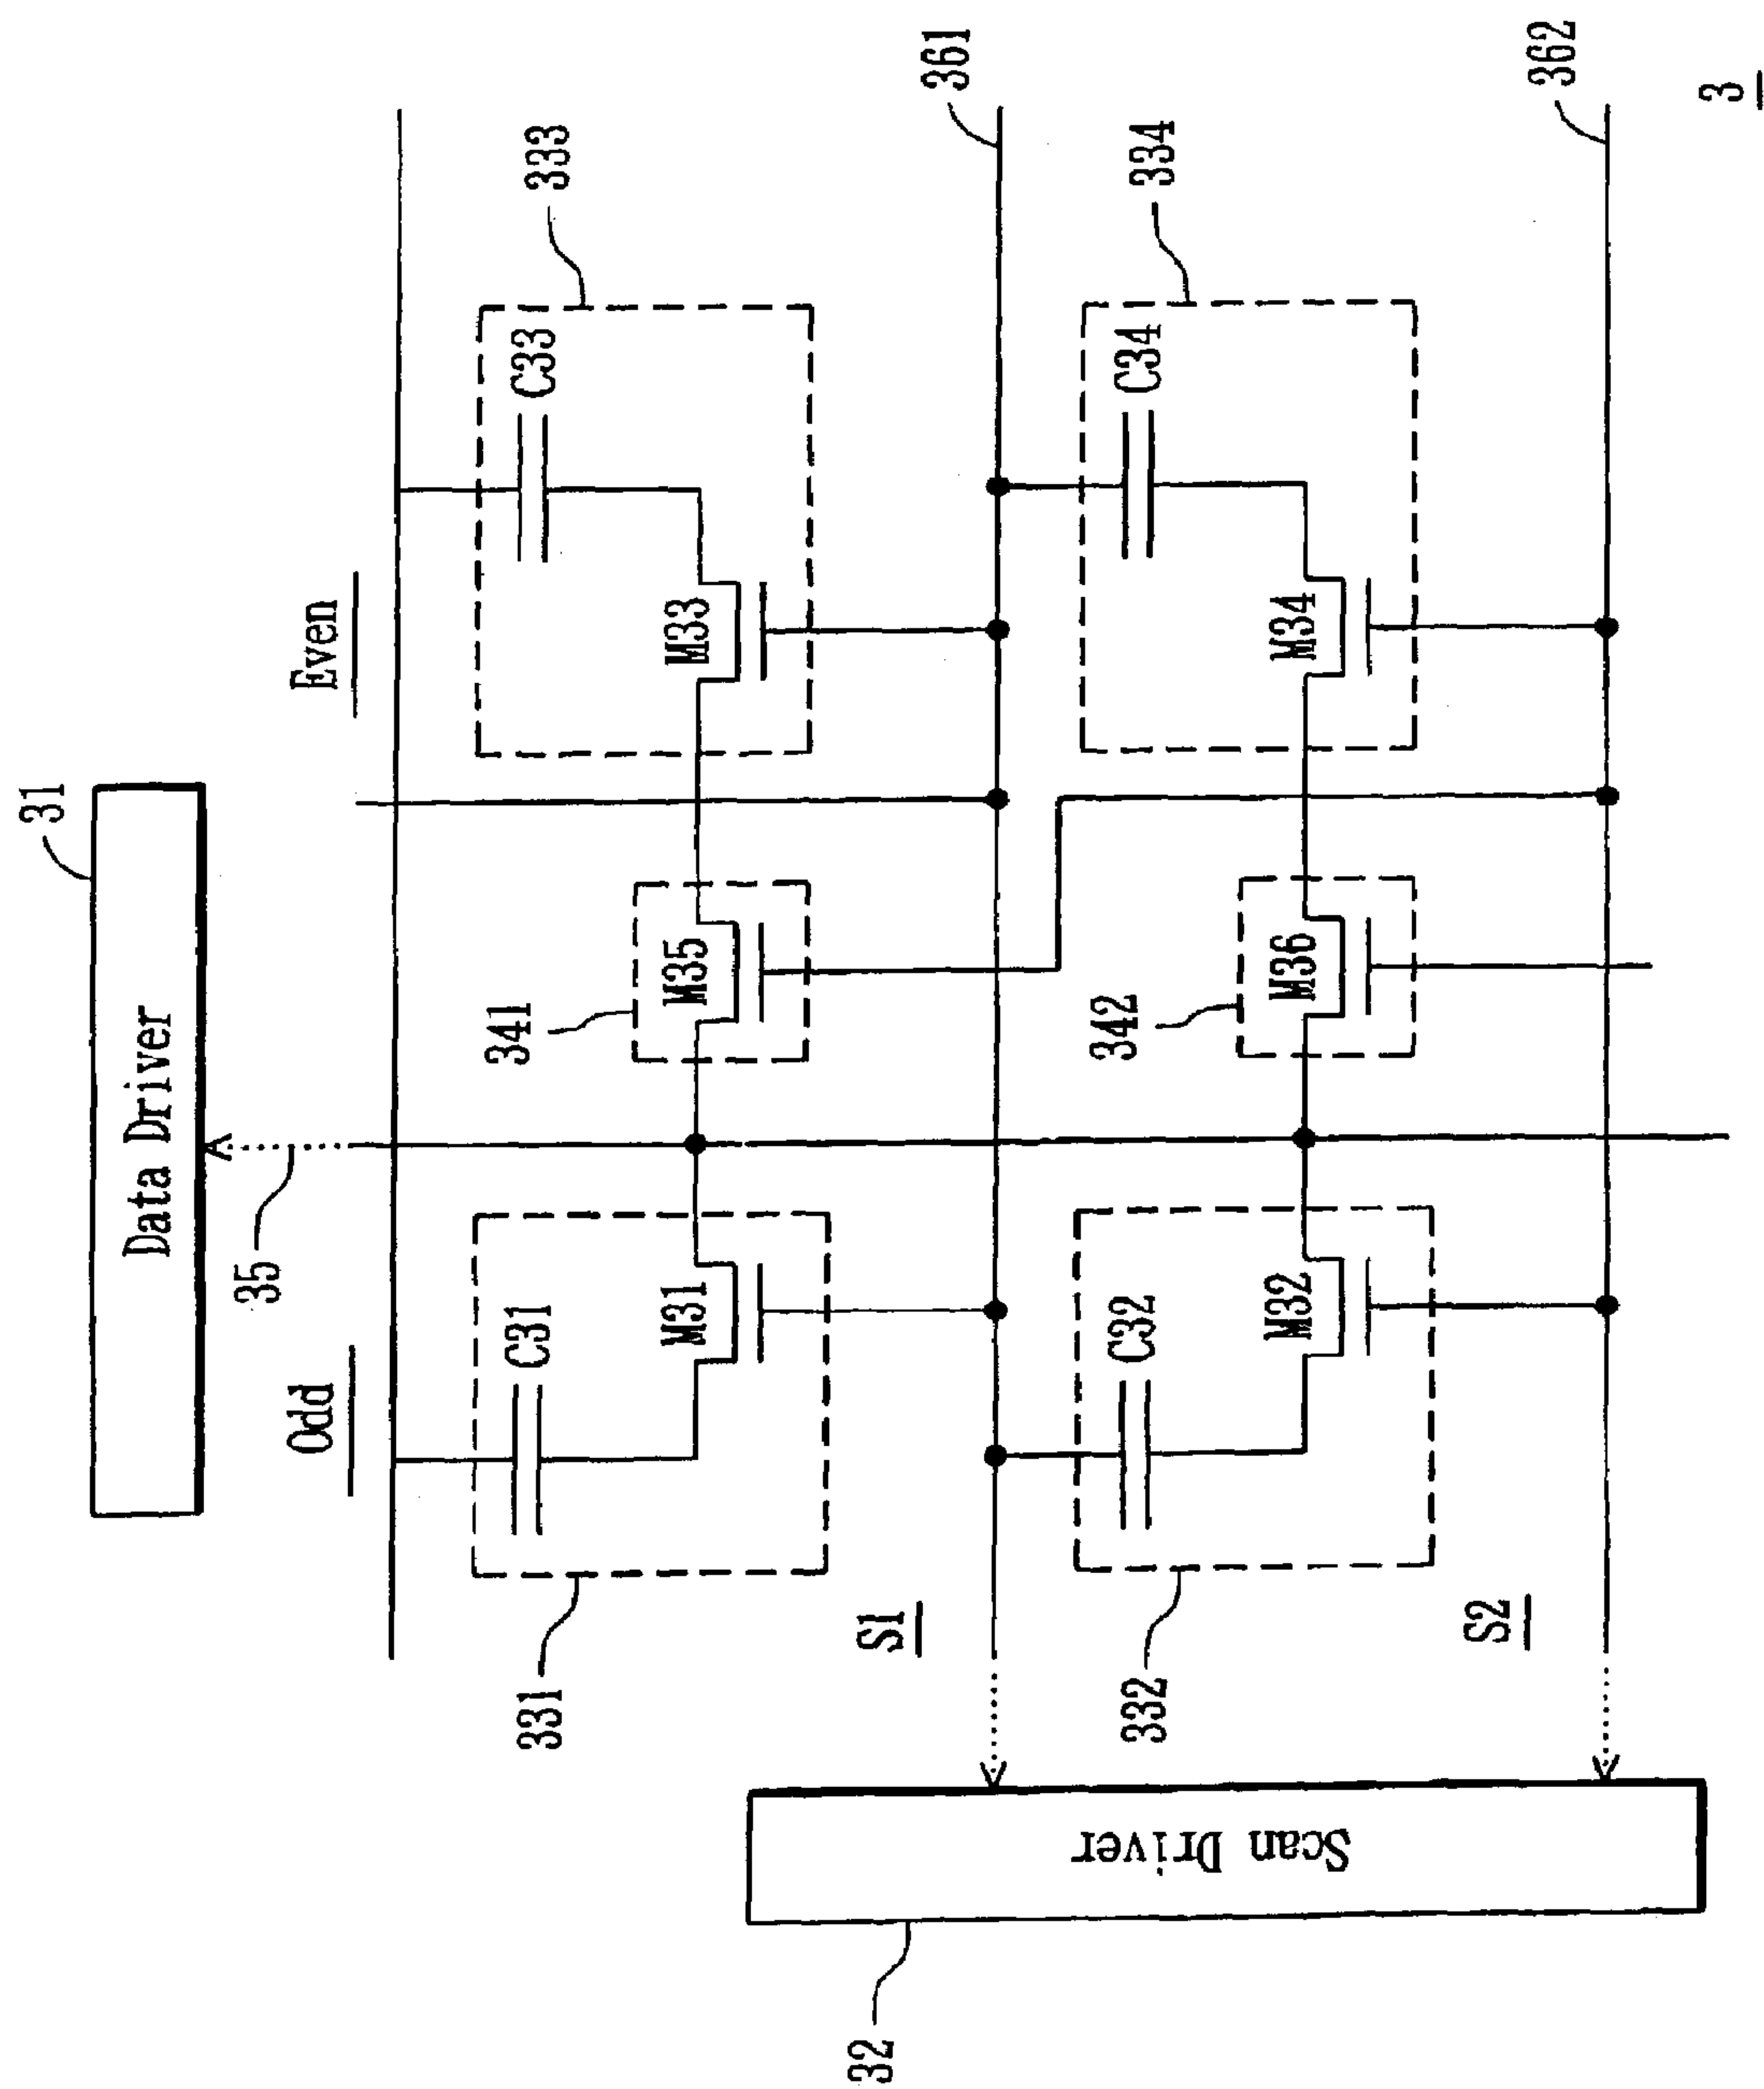 31
Data Driver
35
Odd
Even
C31
M31
331
341
M35
M33
C33
333
S1
361
C32
M32
332
342
M36
M34
C34
334
S2
362
Scan Driver
32
3